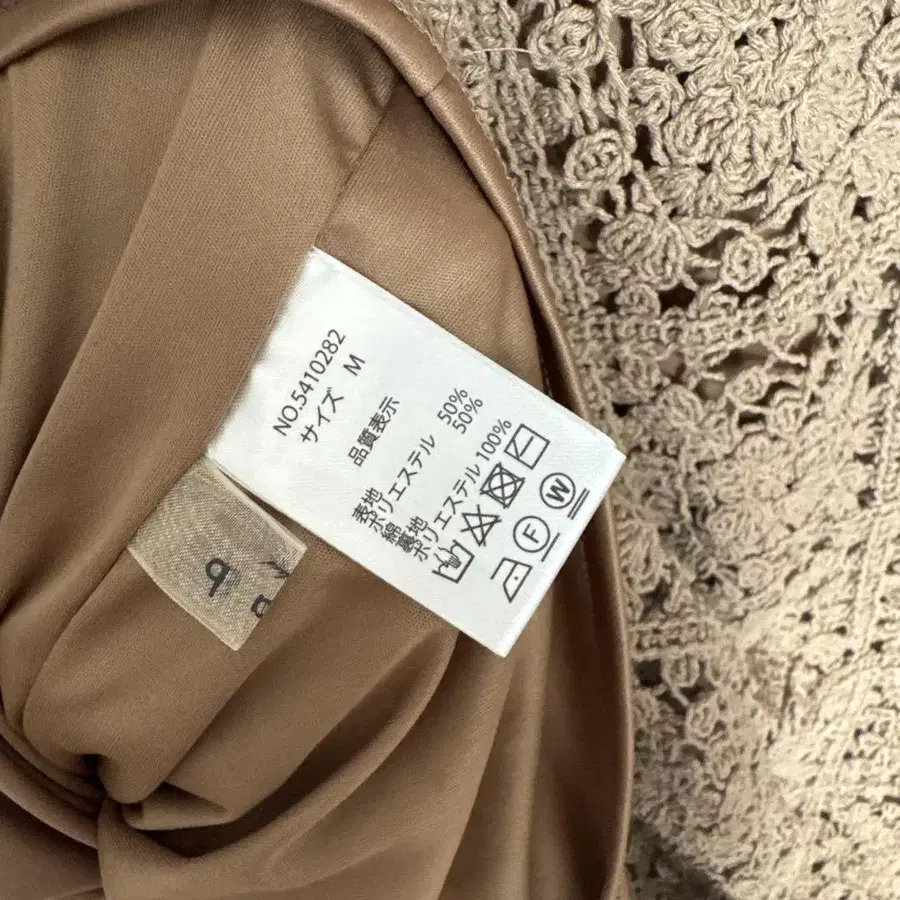 NO.5410282
サイズ M
品質表示
表地
ポリエステル 50%
綿 50%
裏地
ポリエステル 100%
F W